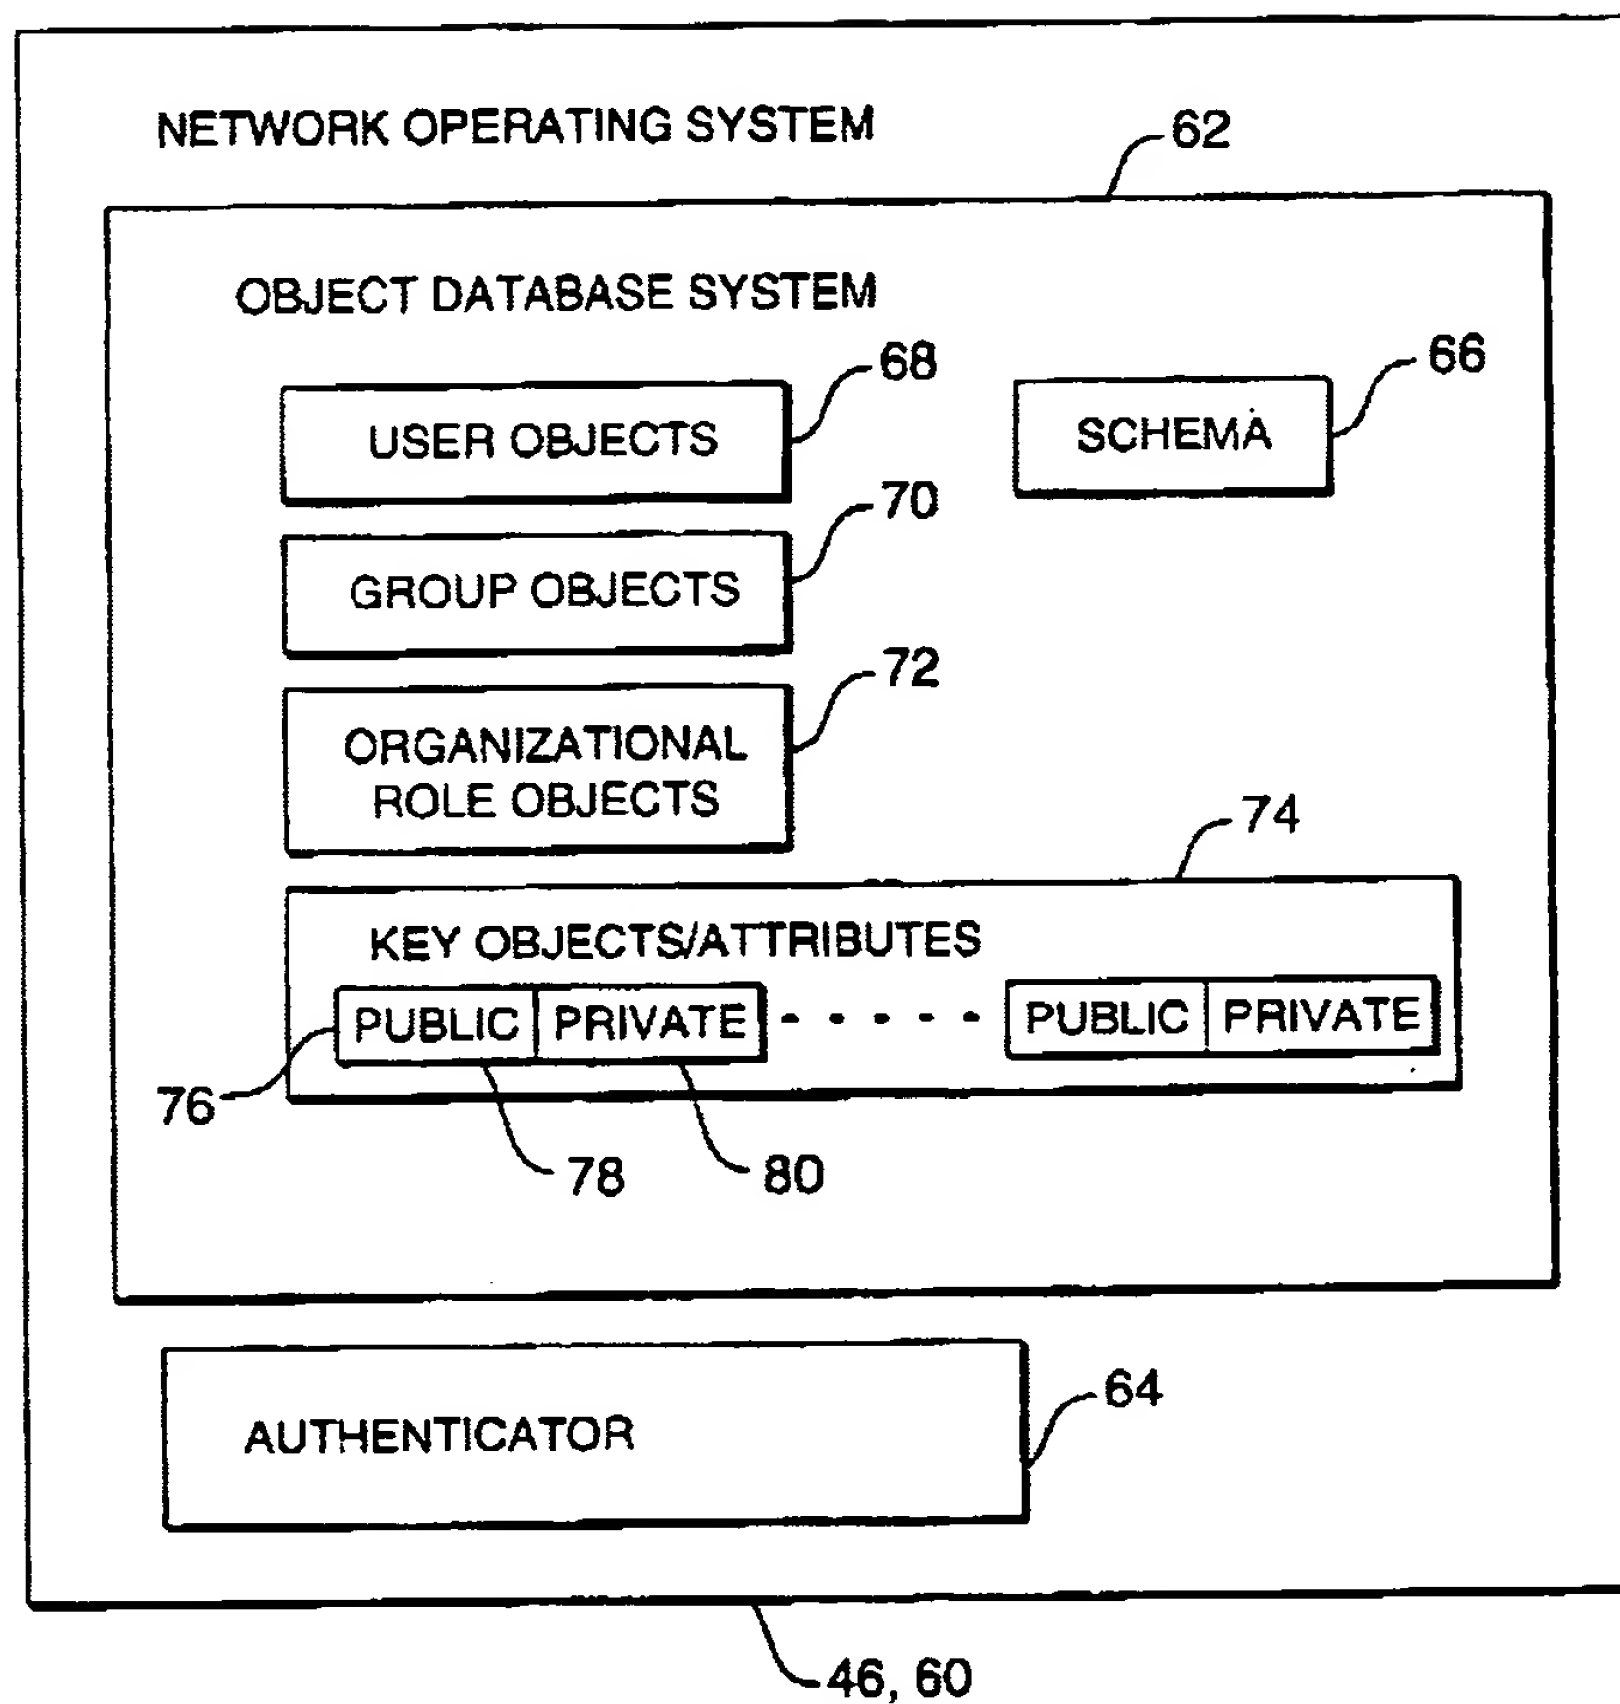 NETWORK OPERATING SYSTEM
62
OBJECT DATABASE SYSTEM
68
66
USER OBJECTS
SCHEMA
70
GROUP OBJECTS
72
ORGANIZATIONAL
ROLE OBJECTS
74
KEY OBJECTS/ATTRIBUTES
PUBLIC PRIVATE PUBLIC PRIVATE
76
78
80
64
AUTHENTICATOR
46, 60